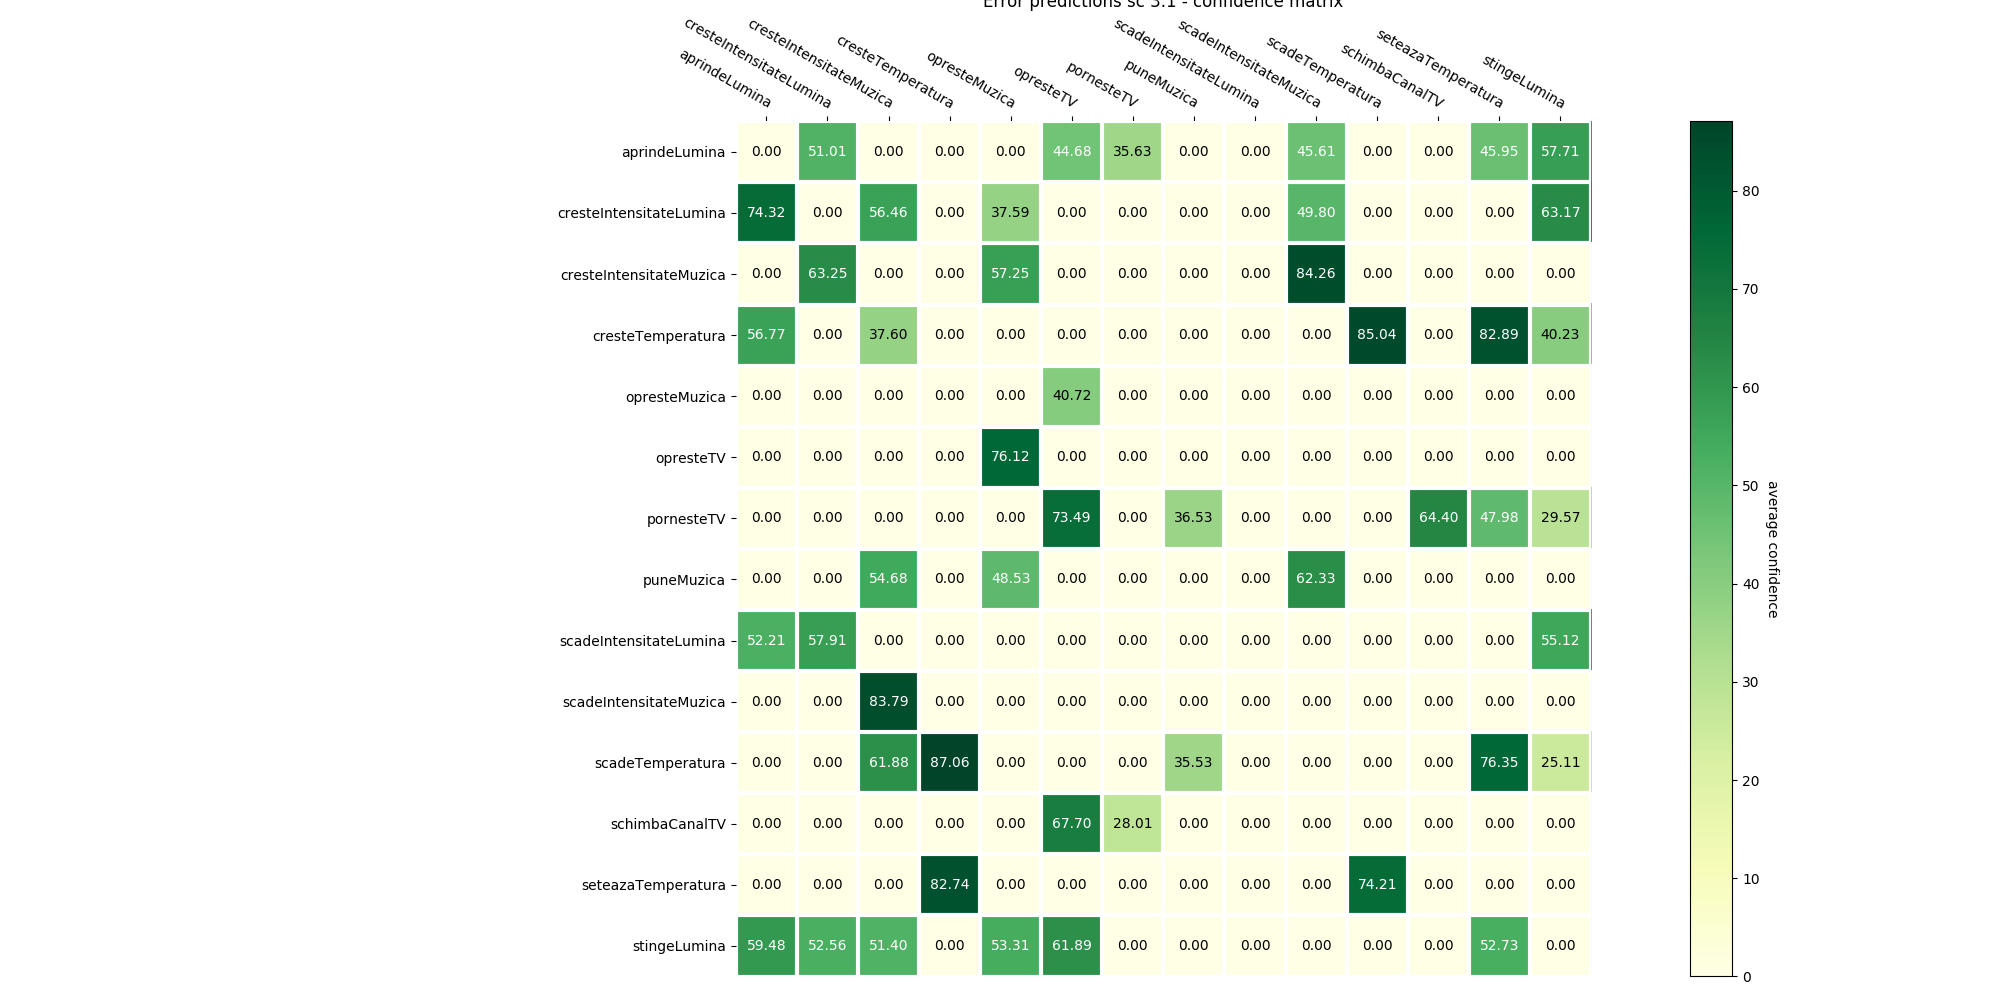 Error predictions sc 3.1 - confidence matrix
aprindeLumina
cresteIntensitateLumina
cresteIntensitateMuzica
cresteTemperatura
opresteMuzica
opresteTV
pornesteTV
puneMuzica
scadeIntensitateLumina
scadeIntensitateMuzica
scadeTemperatura
schimbaCanalTV
seteazaTemperatura
stingeLumina
aprindeLumina 0.00 51.01 0.00 0.00 0.00 44.68 35.63 0.00 0.00 45.61 0.00 0.00 45.95 57.71
cresteIntensitateLumina 74.32 0.00 56.46 0.00 37.59 0.00 0.00 0.00 0.00 49.80 0.00 0.00 0.00 63.17
cresteIntensitateMuzica 0.00 63.25 0.00 0.00 57.25 0.00 0.00 0.00 0.00 84.26 0.00 0.00 0.00 0.00
cresteTemperatura 56.77 0.00 37.60 0.00 0.00 0.00 0.00 0.00 0.00 0.00 85.04 0.00 82.89 40.23
opresteMuzica 0.00 0.00 0.00 0.00 0.00 40.72 0.00 0.00 0.00 0.00 0.00 0.00 0.00 0.00
opresteTV 0.00 0.00 0.00 0.00 76.12 0.00 0.00 0.00 0.00 0.00 0.00 0.00 0.00 0.00
pornesteTV 0.00 0.00 0.00 0.00 0.00 73.49 0.00 36.53 0.00 0.00 0.00 64.40 47.98 29.57
puneMuzica 0.00 0.00 54.68 0.00 48.53 0.00 0.00 0.00 0.00 62.33 0.00 0.00 0.00 0.00
scadeIntensitateLumina 52.21 57.91 0.00 0.00 0.00 0.00 0.00 0.00 0.00 0.00 0.00 0.00 0.00 55.12
scadeIntensitateMuzica 0.00 0.00 83.79 0.00 0.00 0.00 0.00 0.00 0.00 0.00 0.00 0.00 0.00 0.00
scadeTemperatura 0.00 0.00 61.88 87.06 0.00 0.00 0.00 35.53 0.00 0.00 0.00 0.00 76.35 25.11
schimbaCanalTV 0.00 0.00 0.00 0.00 0.00 67.70 28.01 0.00 0.00 0.00 0.00 0.00 0.00 0.00
seteazaTemperatura 0.00 0.00 0.00 82.74 0.00 0.00 0.00 0.00 0.00 0.00 74.21 0.00 0.00 0.00
stingeLumina 59.48 52.56 51.40 0.00 53.31 61.89 0.00 0.00 0.00 0.00 0.00 0.00 52.73 0.00
80
70
60
50
40
30
20
10
0
average confidence